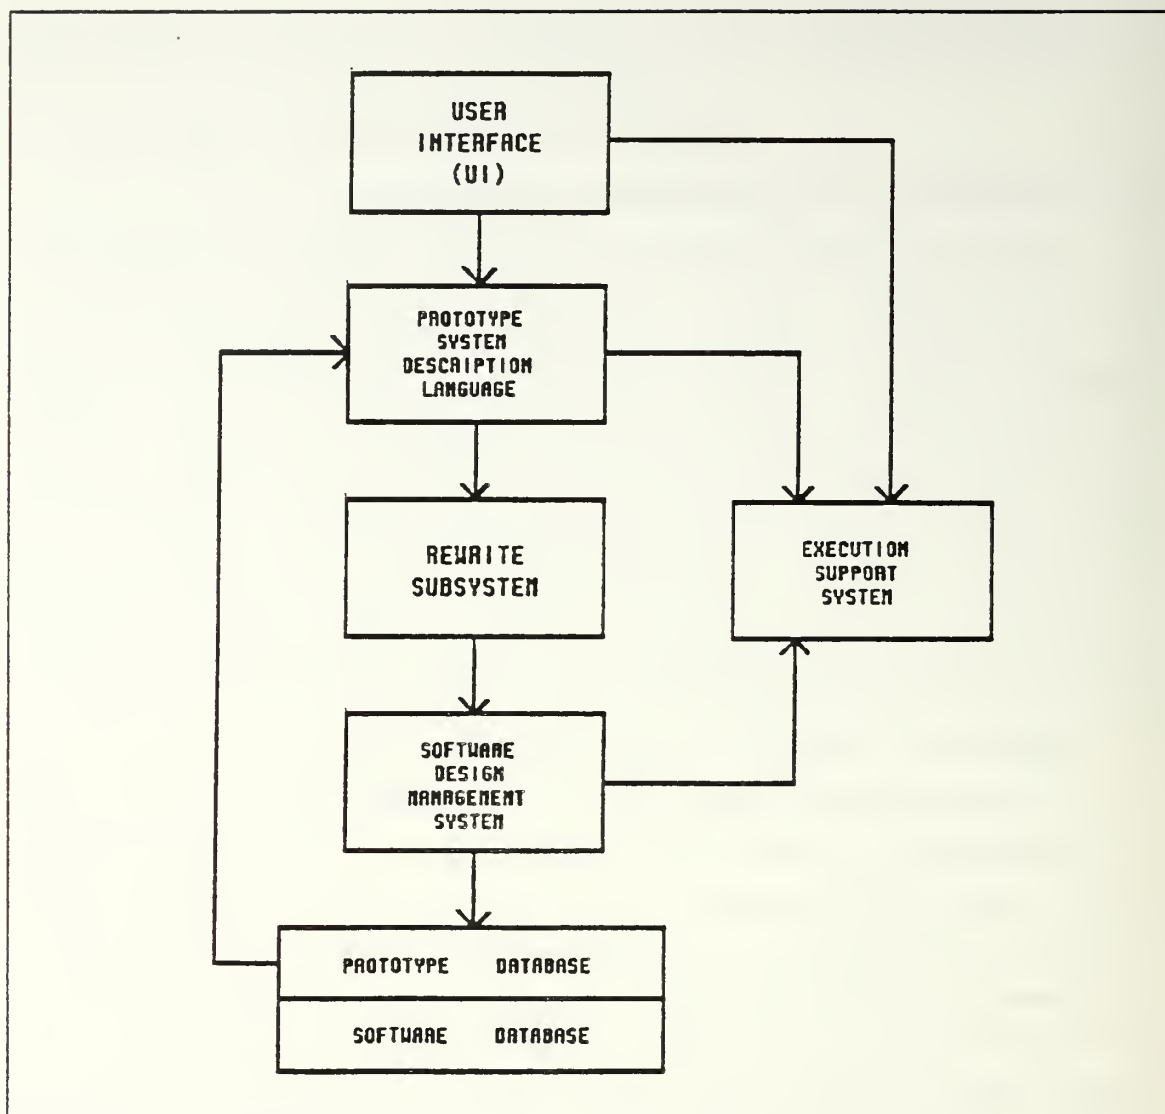 USER
INTERFACE
(UI)
PROTOTYPE
SYSTEM
DESCRIPTION
LANGUAGE
REWRITE
SUBSYSTEM
EXECUTION
SUPPORT
SYSTEM
SOFTWARE
DESIGN
MANAGEMENT
SYSTEM
PROTOTYPE DATABASE
SOFTWARE DATABASE